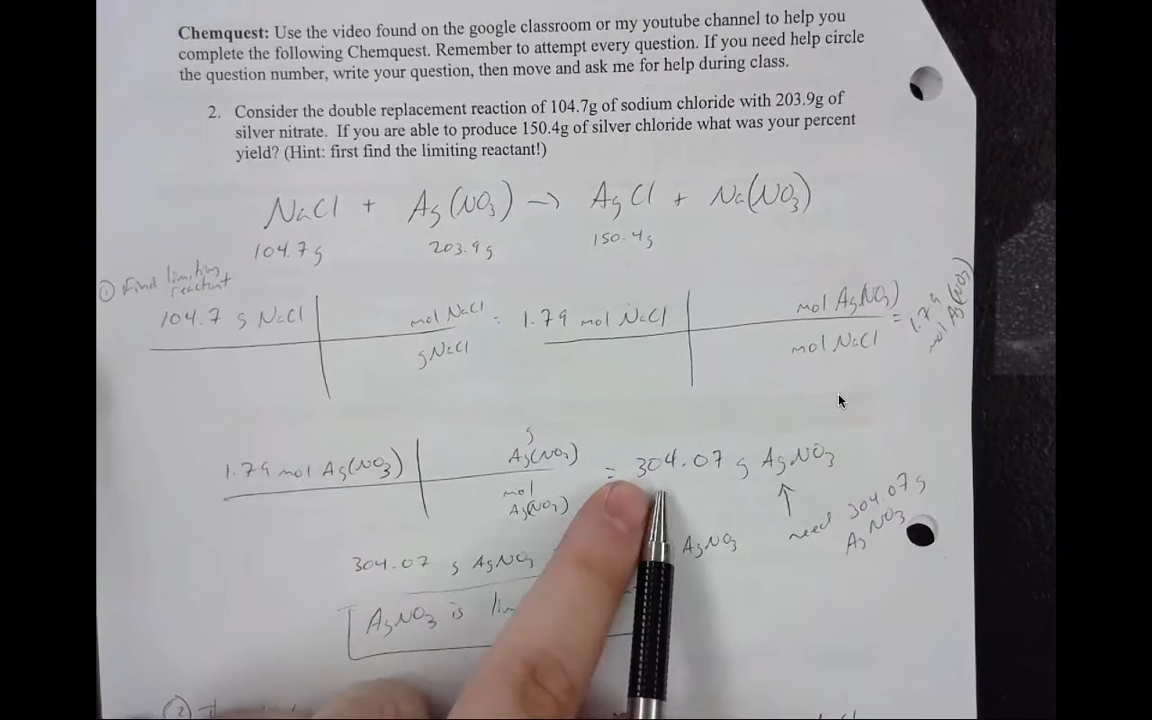 Chemquest: Use the video found on the google classroom or my youtube channel to help you
complete the following Chemquest. Remember to attempt every question. If you need help circle
the question number, write your question, then move and ask me for help during class.
2. Consider the double replacement reaction of 104.7g of sodium chloride with 203.9g of
silver nitrate. If you are able to produce 150.4g of silver chloride what was your percent
yield? (Hint: first find the limiting reactant!)
NaCl + Ag(NO3) → AgCl + Na(NO3)
104.7 g 203.9 g 150.4 g
① Find limiting
reactant
104.7 g NaCl mol NaCl = 1.79 mol NaCl mol Ag(NO3) = 1.79
g NaCl mol NaCl mol Ag(NO3)
1.79 mol Ag(NO3) g Ag(NO3) = 304.07 g AgNO3
mol Ag(NO3)
↑
need 304.07 g
AgNO3
304.07 g AgNO3 AgNO3
AgNO3 is
②